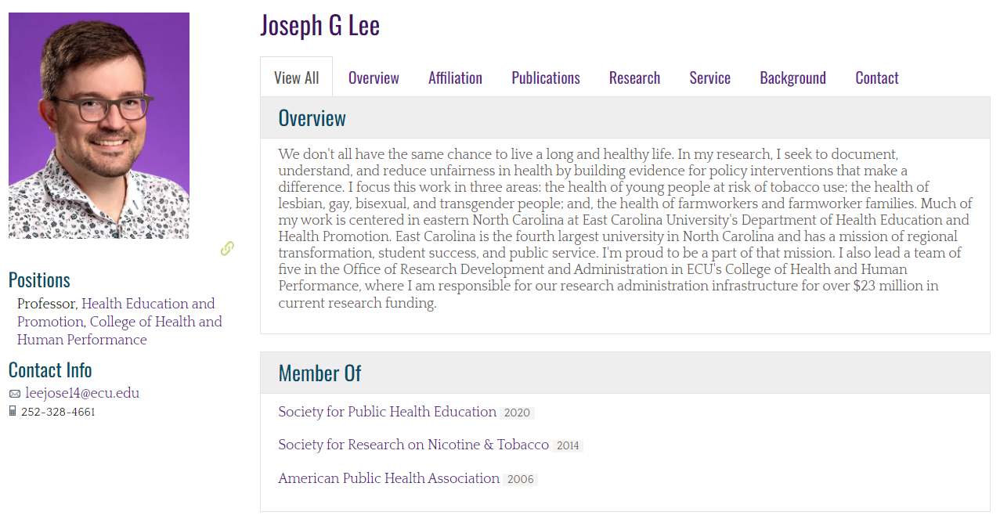 Joseph G Lee
View All
Overview
Affiliation
Publications
Research
Service
Background
Contact
Overview
We don't all have the same chance to live a long and healthy life. In my research, I seek to document,
understand, and reduce unfairness in health by building evidence for policy interventions that make a
difference. I focus this work in three areas: the health of young people at risk of tobacco use; the health of
lesbian, gay, bisexual, and transgender people; and, the health of farmworkers and farmworker families. Much of
my work is centered in eastern North Carolina at East Carolina University's Department of Health Education and
Health Promotion. East Carolina is the fourth largest university in North Carolina and has a mission of regional
transformation, student success, and public service. I'm proud to be a part of that mission. I also lead a team of
five in the Office of Research Development and Administration in ECU's College of Health and Human
Performance, where I am responsible for our research administration infrastructure for over $23 million in
current research funding.
Positions
Professor, Health Education and
Promotion, College of Health and
Human Performance
Contact Info
leejose14@ecu.edu
252-328-4661
Member Of
Society for Public Health Education 2020
Society for Research on Nicotine & Tobacco 2014
American Public Health Association 2006